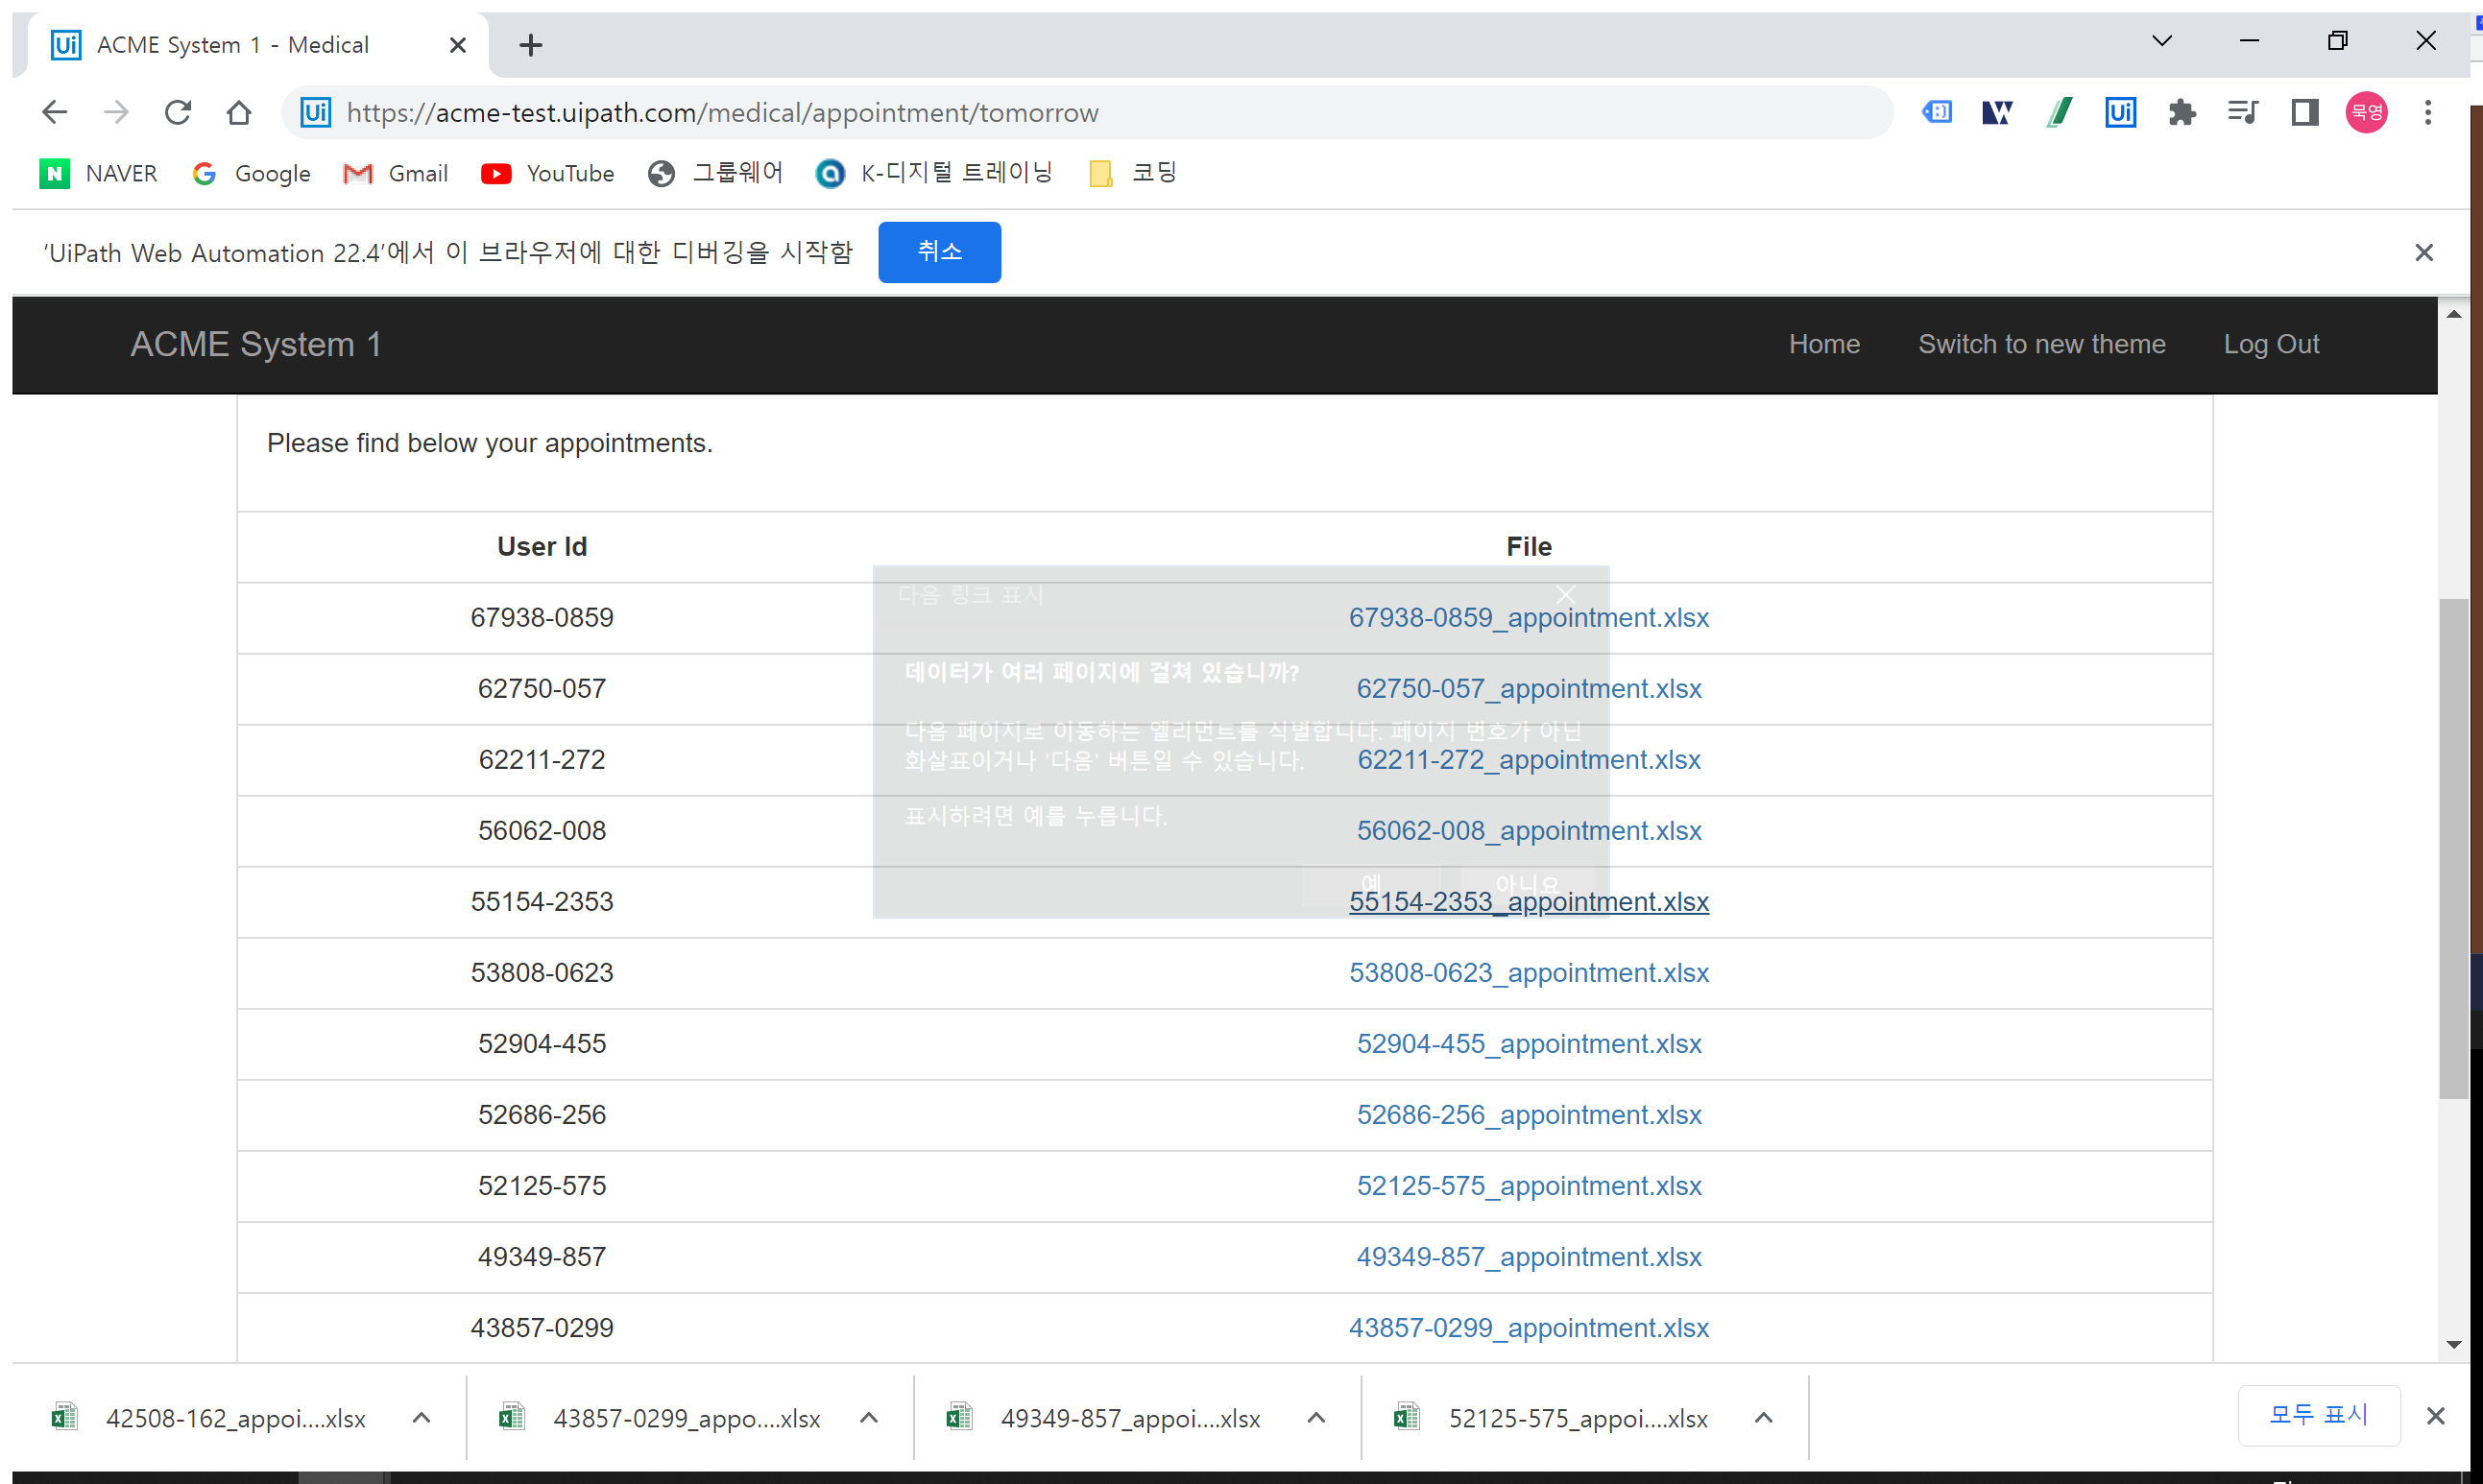 ACME System 1 - Medical
https://acme-test.uipath.com/medical/appointment/tomorrow
묵영
NAVER Google Gmail YouTube 그룹웨어 K-디지털 트레이닝 코딩
'UiPath Web Automation 22.4'에서 이 브라우저에 대한 디버깅을 시작함 취소
ACME System 1 Home Switch to new theme Log Out
Please find below your appointments.
User Id File
다음 링크 표시
67938-0859 67938-0859_appointment.xlsx
데이터가 여러 페이지에 걸쳐 있습니까?
62750-057 62750-057_appointment.xlsx
다음 페이지로 이동하는 엘리먼트를 식별합니다. 페이지 번호가 아닌
화살표이거나 '다음' 버튼일 수 있습니다.
62211-272 62211-272_appointment.xlsx
표시하려면 예를 누릅니다.
56062-008 56062-008_appointment.xlsx
예 아니요
55154-2353 55154-2353_appointment.xlsx
53808-0623 53808-0623_appointment.xlsx
52904-455 52904-455_appointment.xlsx
52686-256 52686-256_appointment.xlsx
52125-575 52125-575_appointment.xlsx
49349-857 49349-857_appointment.xlsx
43857-0299 43857-0299_appointment.xlsx
42508-162_appoi....xlsx 43857-0299_appo....xlsx 49349-857_appoi....xlsx 52125-575_appoi....xlsx 모두 표시